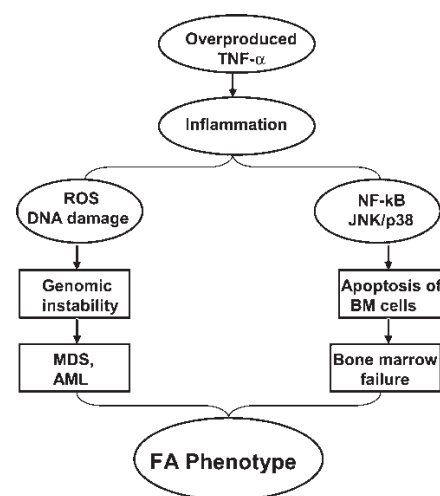 Overproduced
TNF-α
Inflammation
ROS
DNA damage
NF-kB
JNK/p38
Genomic
instability
Apoptosis of
BM cells
MDS,
AML
Bone marrow
failure
FA Phenotype